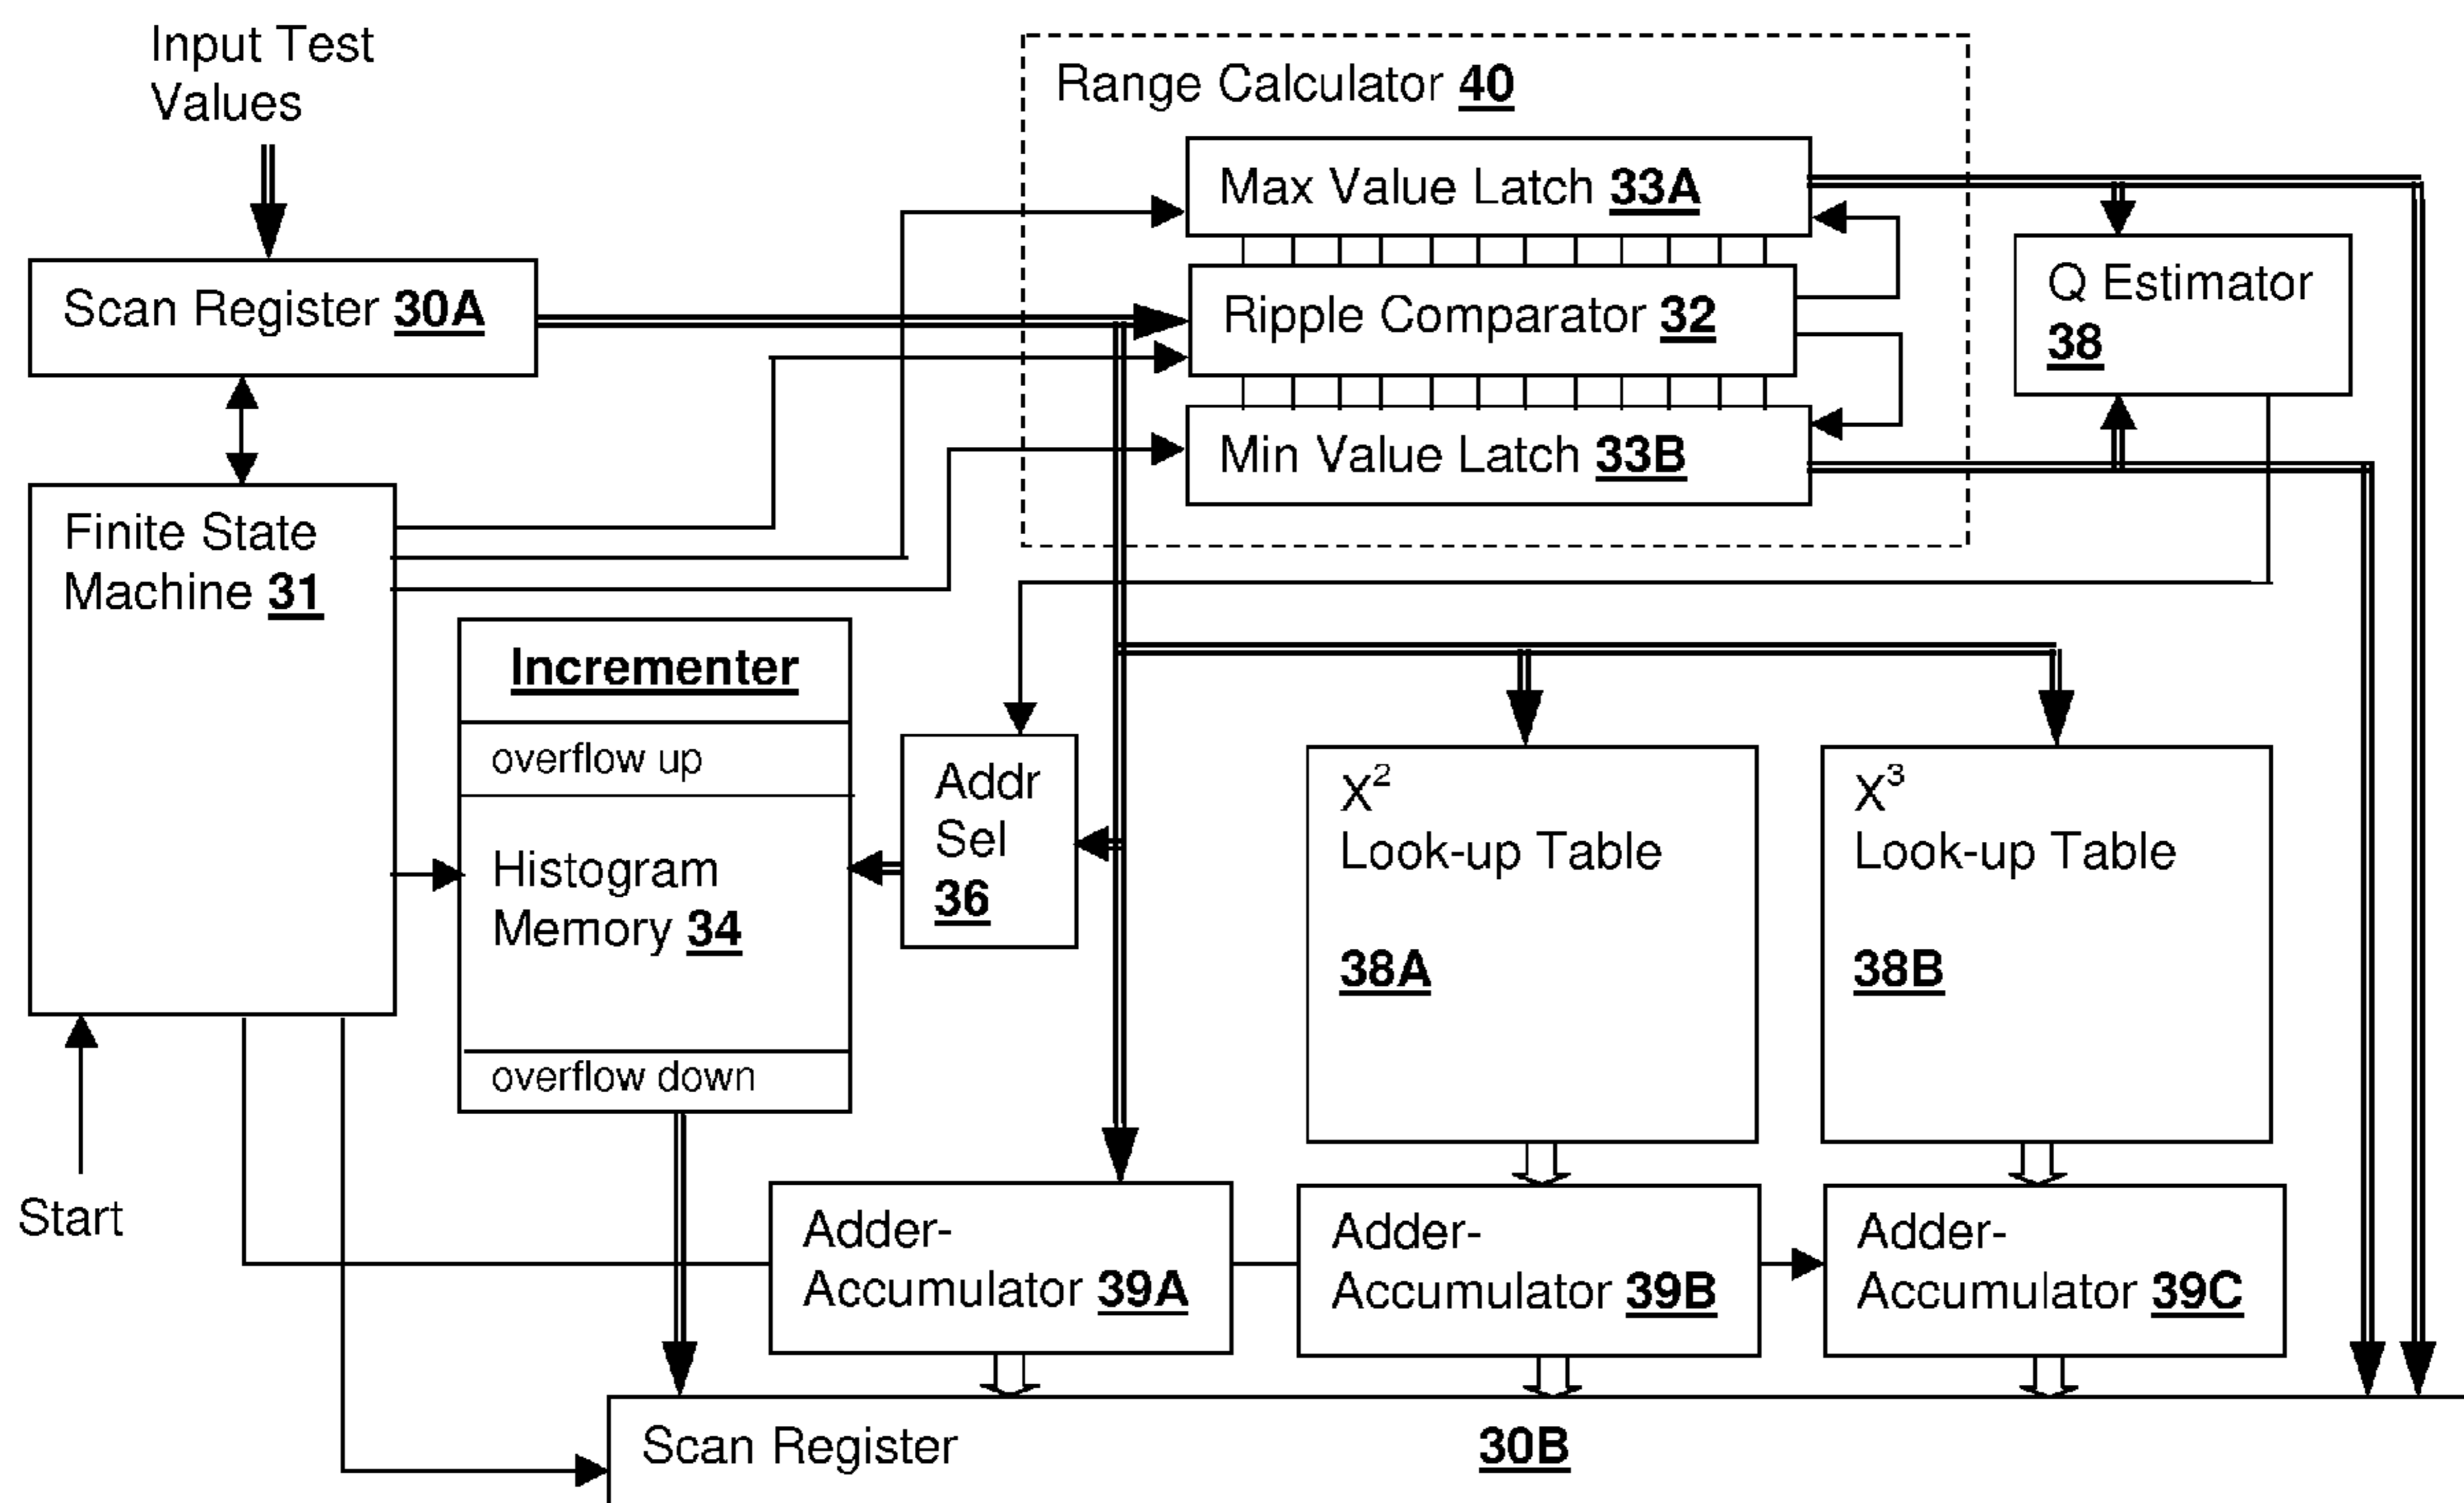 Input Test
Values
Range Calculator 40
Max Value Latch 33A
Scan Register 30A
Ripple Comparator 32
Q Estimator
38
Min Value Latch 33B
Finite State
Machine 31
Incrementer
overflow up
Histogram
Memory 34
overflow down
Addr
Sel
36
X²
Look-up Table
38A
X³
Look-up Table
38B
Start
Adder-
Accumulator 39A
Adder-
Accumulator 39B
Adder-
Accumulator 39C
Scan Register 30B